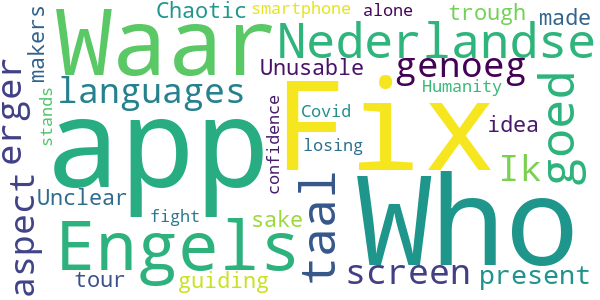 Chaotic smartphone alone trough made
makers Waar Nederlandse
erger languages Unusable genoeg
stands app confidence Fix Covid Humanity idea goed
losing Ik
aspect Unclear Engels fight taal Who
sake screen present
tour guiding